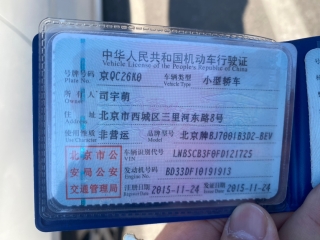 中华人民共和国机动车行驶证
Vehicle License of the People's Republic of China
号牌号码 京QC26K0 车辆类型 小型轿车
Plate No. Vehicle Type
所有人 司宇萌
Owner
住址 北京市西城区三里河东路8号
Address
使用性质 非营运 品牌型号 北京牌BJ7001B3D2-BEV
Use Character Model
北京市公 车辆识别代号 LNBSCB3F0FD121725
VIN
安局公安 发动机号码 BD33DF10191913
Engine No.
交通管理局 注册日期 2015-11-24 发证日期 2015-11-24
Register Date Issue Date